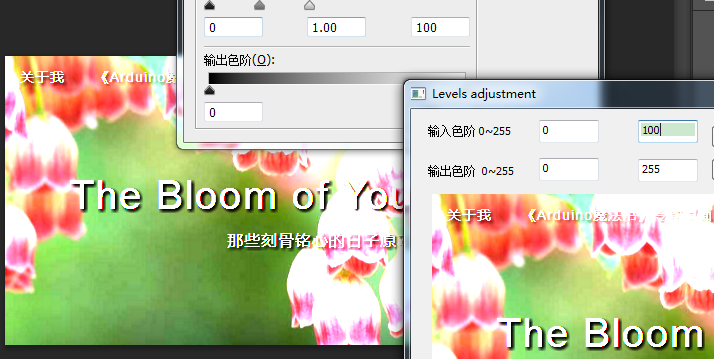 0 1.00 100
输出色阶(O):
0
关于我 《Arduino
The Bloom of You
那些刻骨铭心的日子原
Levels adjustment
输入色阶 0~255 0 100
输出色阶 0~255 0 255
关于我 《Arduino魔法书
The Bloom